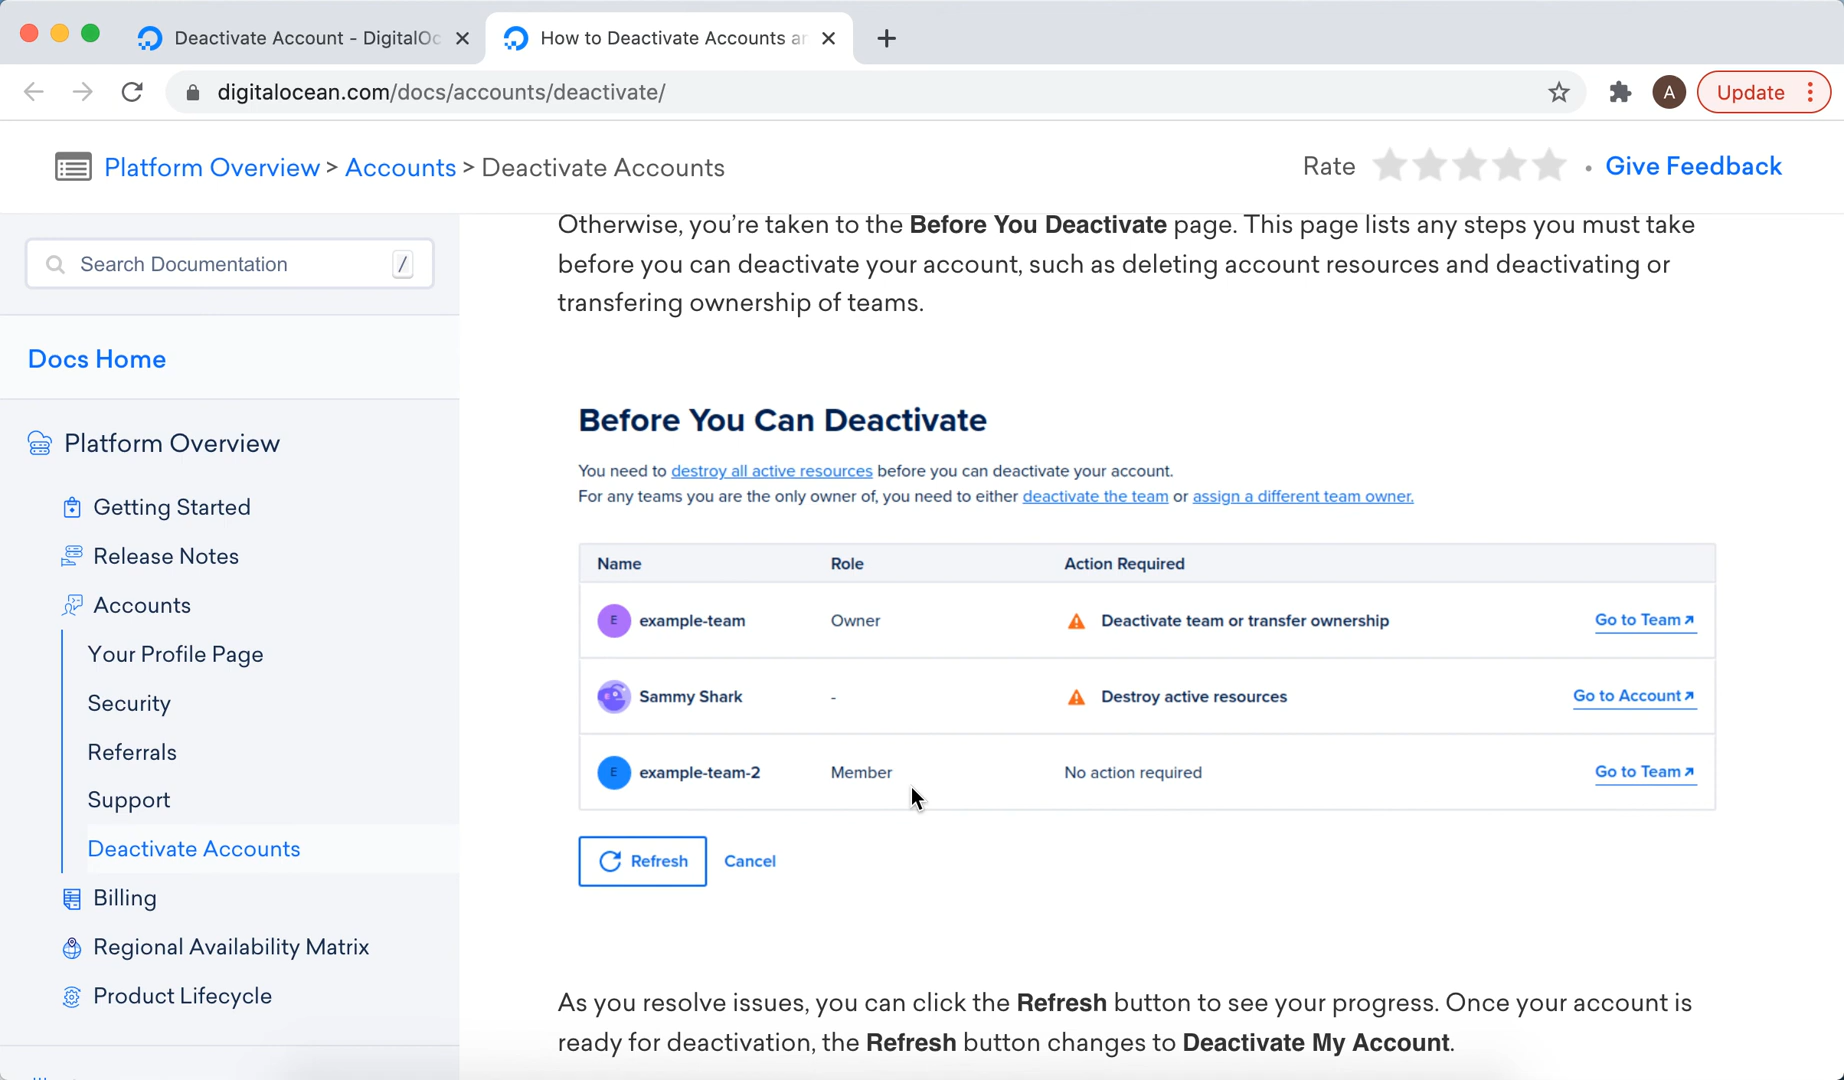 Deactivate Account - DigitalOc
How to Deactivate Accounts an
digitalocean.com/docs/accounts/deactivate/
A
Update
Platform Overview > Accounts > Deactivate Accounts
Rate
Give Feedback
Search Documentation /
Docs Home
Platform Overview
Getting Started
Release Notes
Accounts
Your Profile Page
Security
Referrals
Support
Deactivate Accounts
Billing
Regional Availability Matrix
Product Lifecycle
Otherwise, you’re taken to the Before You Deactivate page. This page lists any steps you must take
before you can deactivate your account, such as deleting account resources and deactivating or
transfering ownership of teams.
Before You Can Deactivate
You need to destroy all active resources before you can deactivate your account.
For any teams you are the only owner of, you need to either deactivate the team or assign a different team owner.
Name Role Action Required
E example-team Owner Deactivate team or transfer ownership Go to Team
Sammy Shark - Destroy active resources Go to Account
E example-team-2 Member No action required Go to Team
Refresh Cancel
As you resolve issues, you can click the Refresh button to see your progress. Once your account is
ready for deactivation, the Refresh button changes to Deactivate My Account.